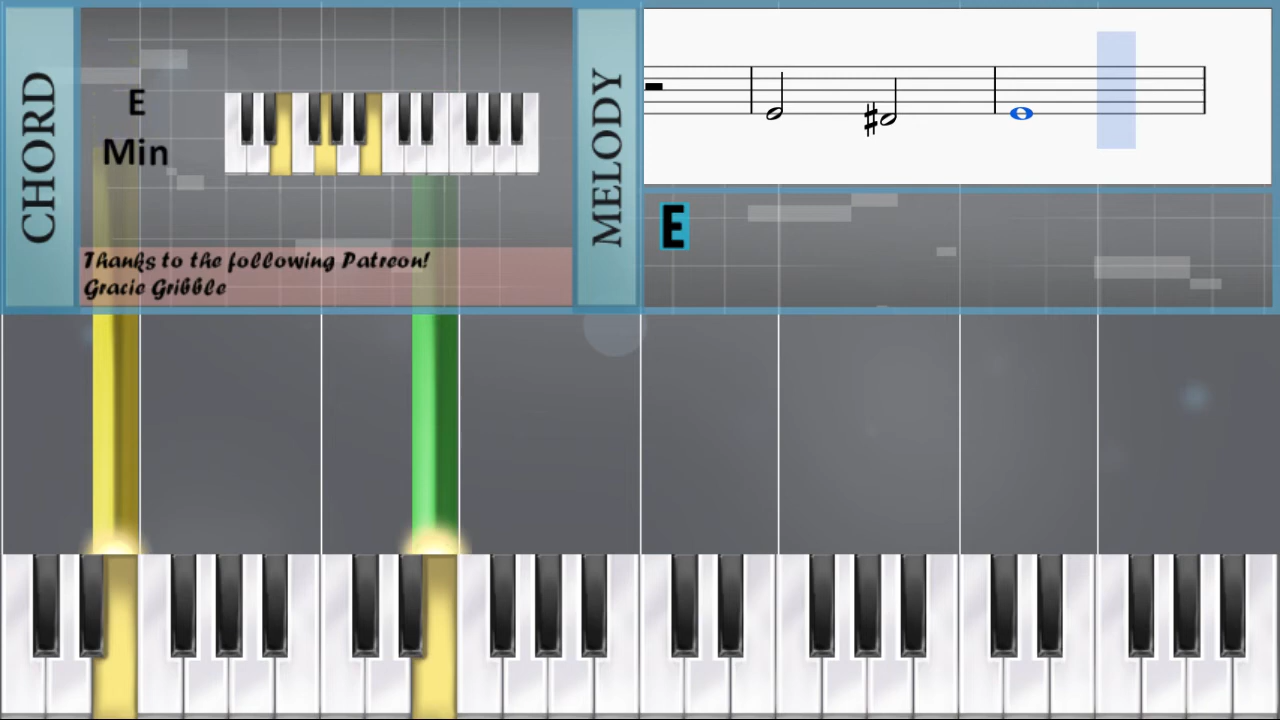 CHORD
E
Min
Thanks to the following Patreon!
Gracie Gribble
MELODY
E